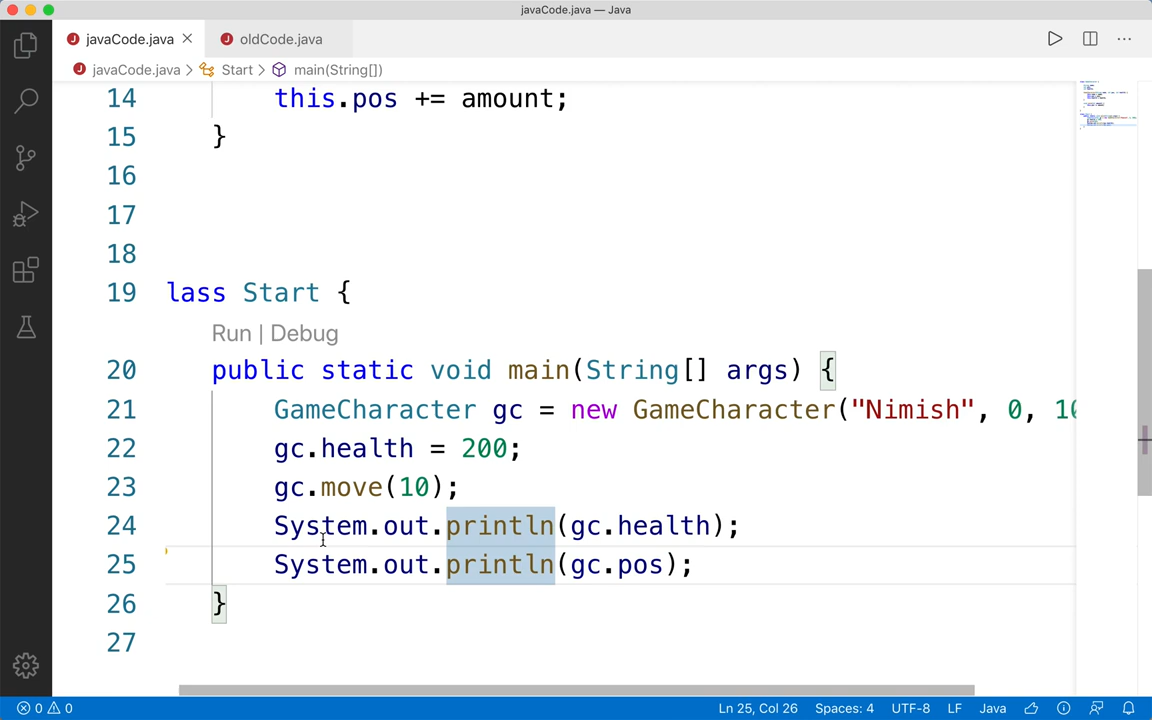 javaCode.java — Java
javaCode.java
oldCode.java
javaCode.java > Start > main(String[])
14 this.pos += amount;
15 }
16
17
18
19 lass Start {
Run | Debug
20 public static void main(String[] args) {
21 GameCharacter gc = new GameCharacter("Nimish", 0, 10
22 gc.health = 200;
23 gc.move(10);
24 System.out.println(gc.health);
25 System.out.println(gc.pos);
26 }
27
0 0 Ln 25, Col 26 Spaces: 4 UTF-8 LF Java